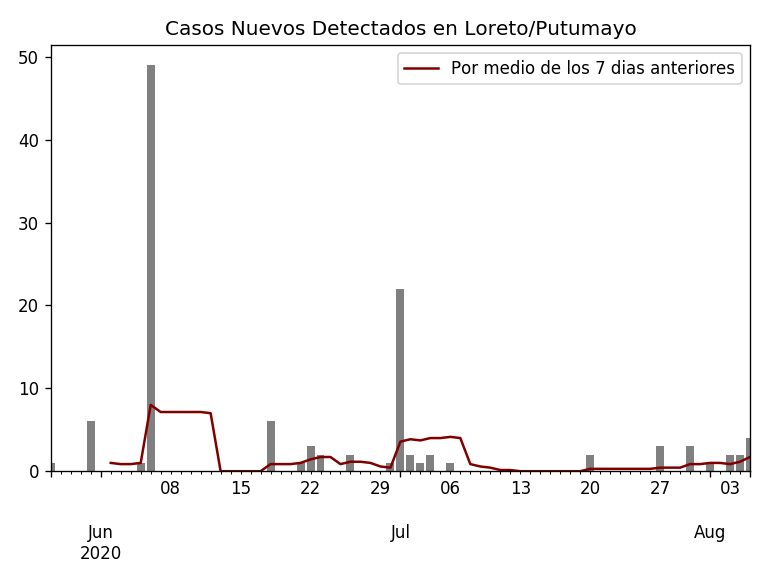 Casos Nuevos Detectados en Loreto/Putumayo
Por medio de los 7 dias anteriores
50
40
30
20
10
0
08 15 22 29 06 13 20 27 03
Jun Jul Aug
2020